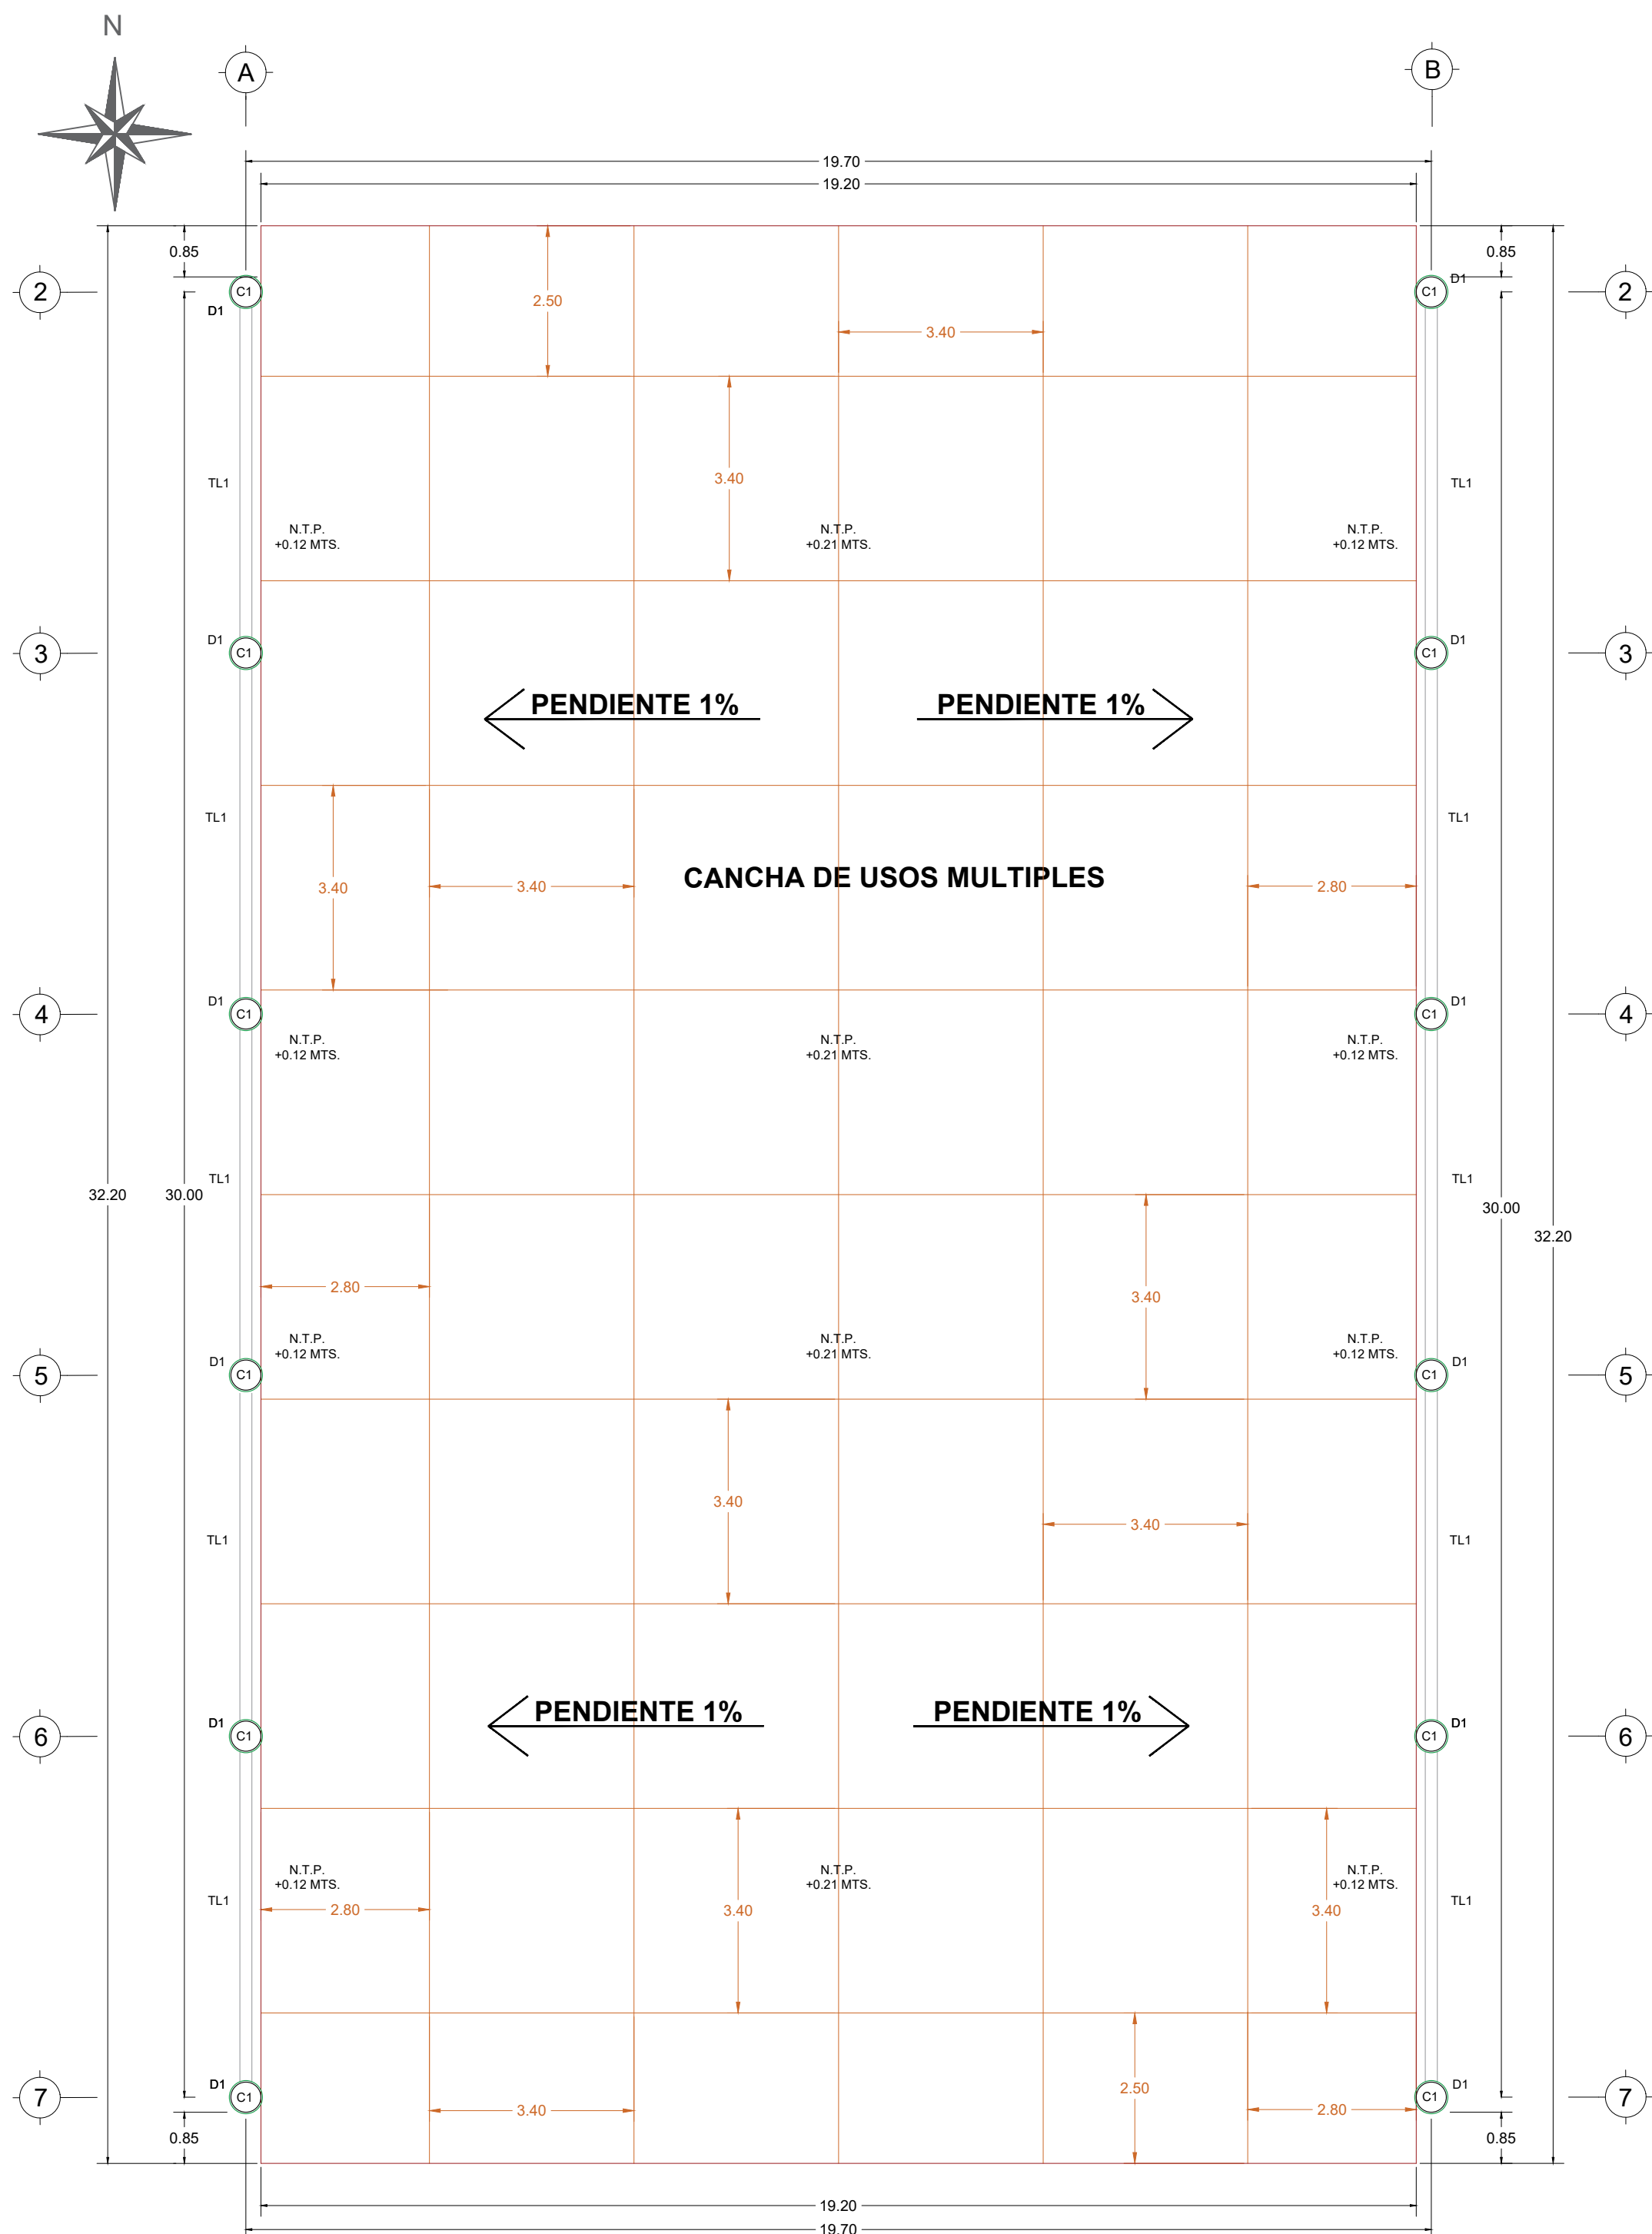 N
A
B
19.70
19.20
0.85
0.85
2
C1
D1
2.50
3.40
C1
D1
2
TL1
3.40
TL1
N.T.P.
+0.12 MTS.
N.T.P.
+0.21 MTS.
N.T.P.
+0.12 MTS.
3
D1
C1
C1
D1
3
PENDIENTE 1%
PENDIENTE 1%
TL1
TL1
3.40
3.40
CANCHA DE USOS MULTIPLES
2.80
4
D1
C1
C1
D1
4
N.T.P.
+0.12 MTS.
N.T.P.
+0.21 MTS.
N.T.P.
+0.12 MTS.
32.20
30.00
TL1
TL1
30.00
32.20
2.80
3.40
N.T.P.
+0.12 MTS.
N.T.P.
+0.21 MTS.
N.T.P.
+0.12 MTS.
5
D1
C1
C1
D1
5
3.40
3.40
TL1
TL1
PENDIENTE 1%
PENDIENTE 1%
6
D1
C1
C1
D1
6
N.T.P.
+0.12 MTS.
N.T.P.
+0.21 MTS.
N.T.P.
+0.12 MTS.
TL1
2.80
3.40
3.40
TL1
7
D1
C1
3.40
2.50
2.80
C1
D1
7
0.85
0.85
19.20
19.70